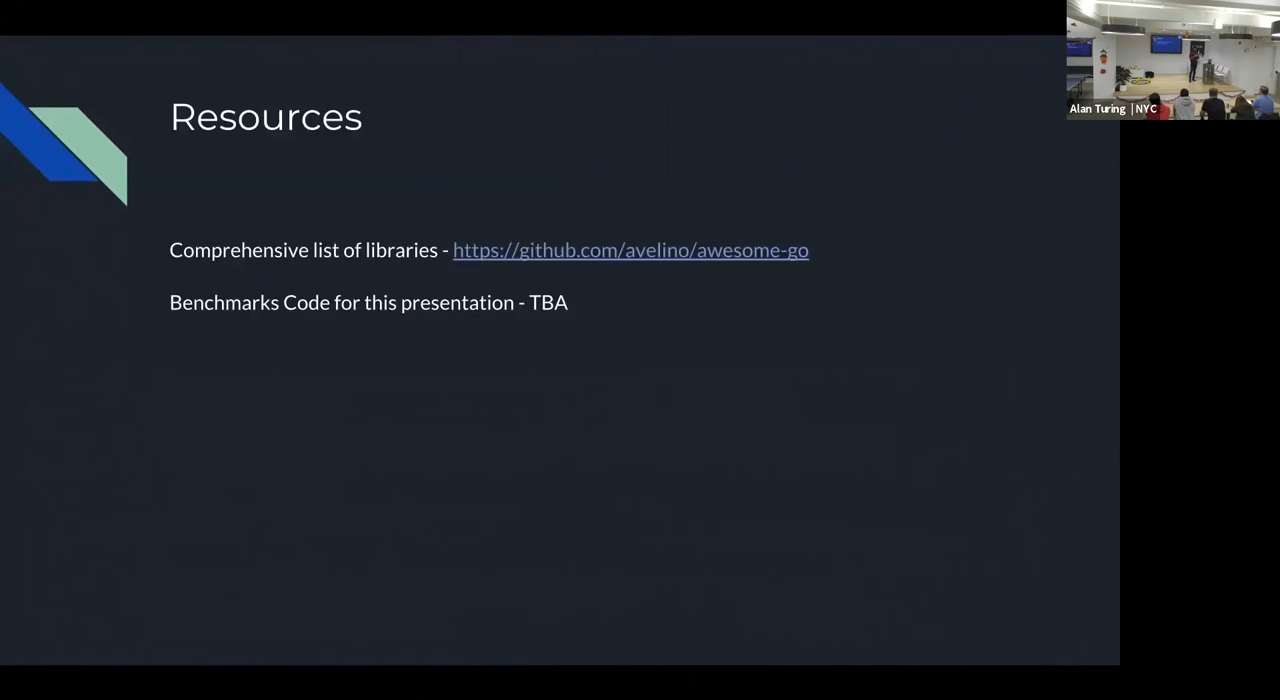 Resources
Comprehensive list of libraries - https://github.com/avelino/awesome-go
Benchmarks Code for this presentation - TBA
Alan Turing | NYC